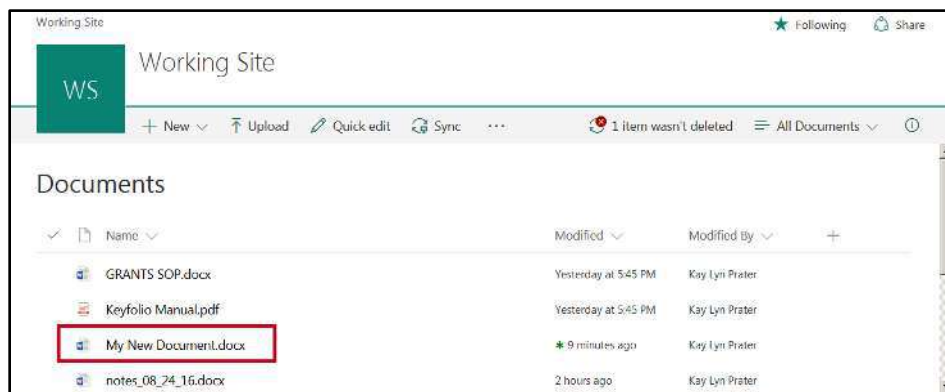 Working Site
Following Share
WS
Working Site
New Upload Quick edit Sync ... 1 item wasn't deleted All Documents
Documents
Name Modified Modified By
GRANTS SOP.docx Yesterday at 5:45 PM Kay Lyn Prater
Keyfolio Manual.pdf Yesterday at 5:45 PM Kay Lyn Prater
My New Document.docx 9 minutes ago Kay Lyn Prater
notes_08_24_16.docx 2 hours ago Kay Lyn Prater